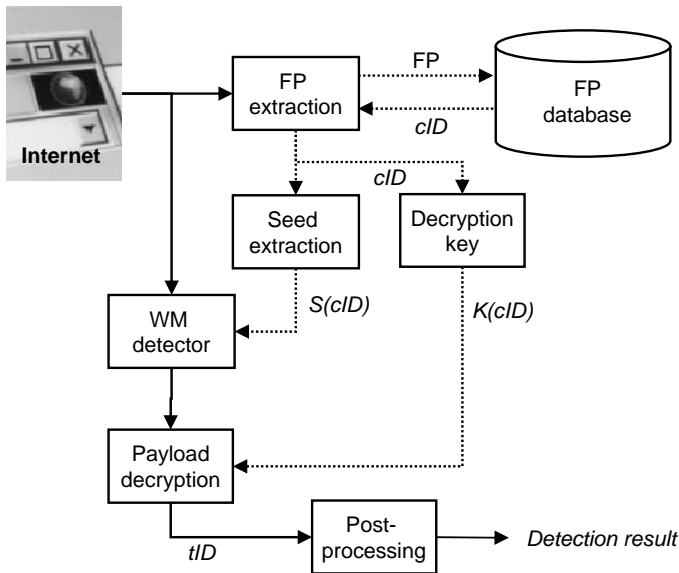 Internet
FP
extraction
FP
FP
database
cID
cID
Seed
extraction
Decryption
key
S(cID)
K(cID)
WM
detector
Payload
decryption
tID
Post-
processing
Detection result